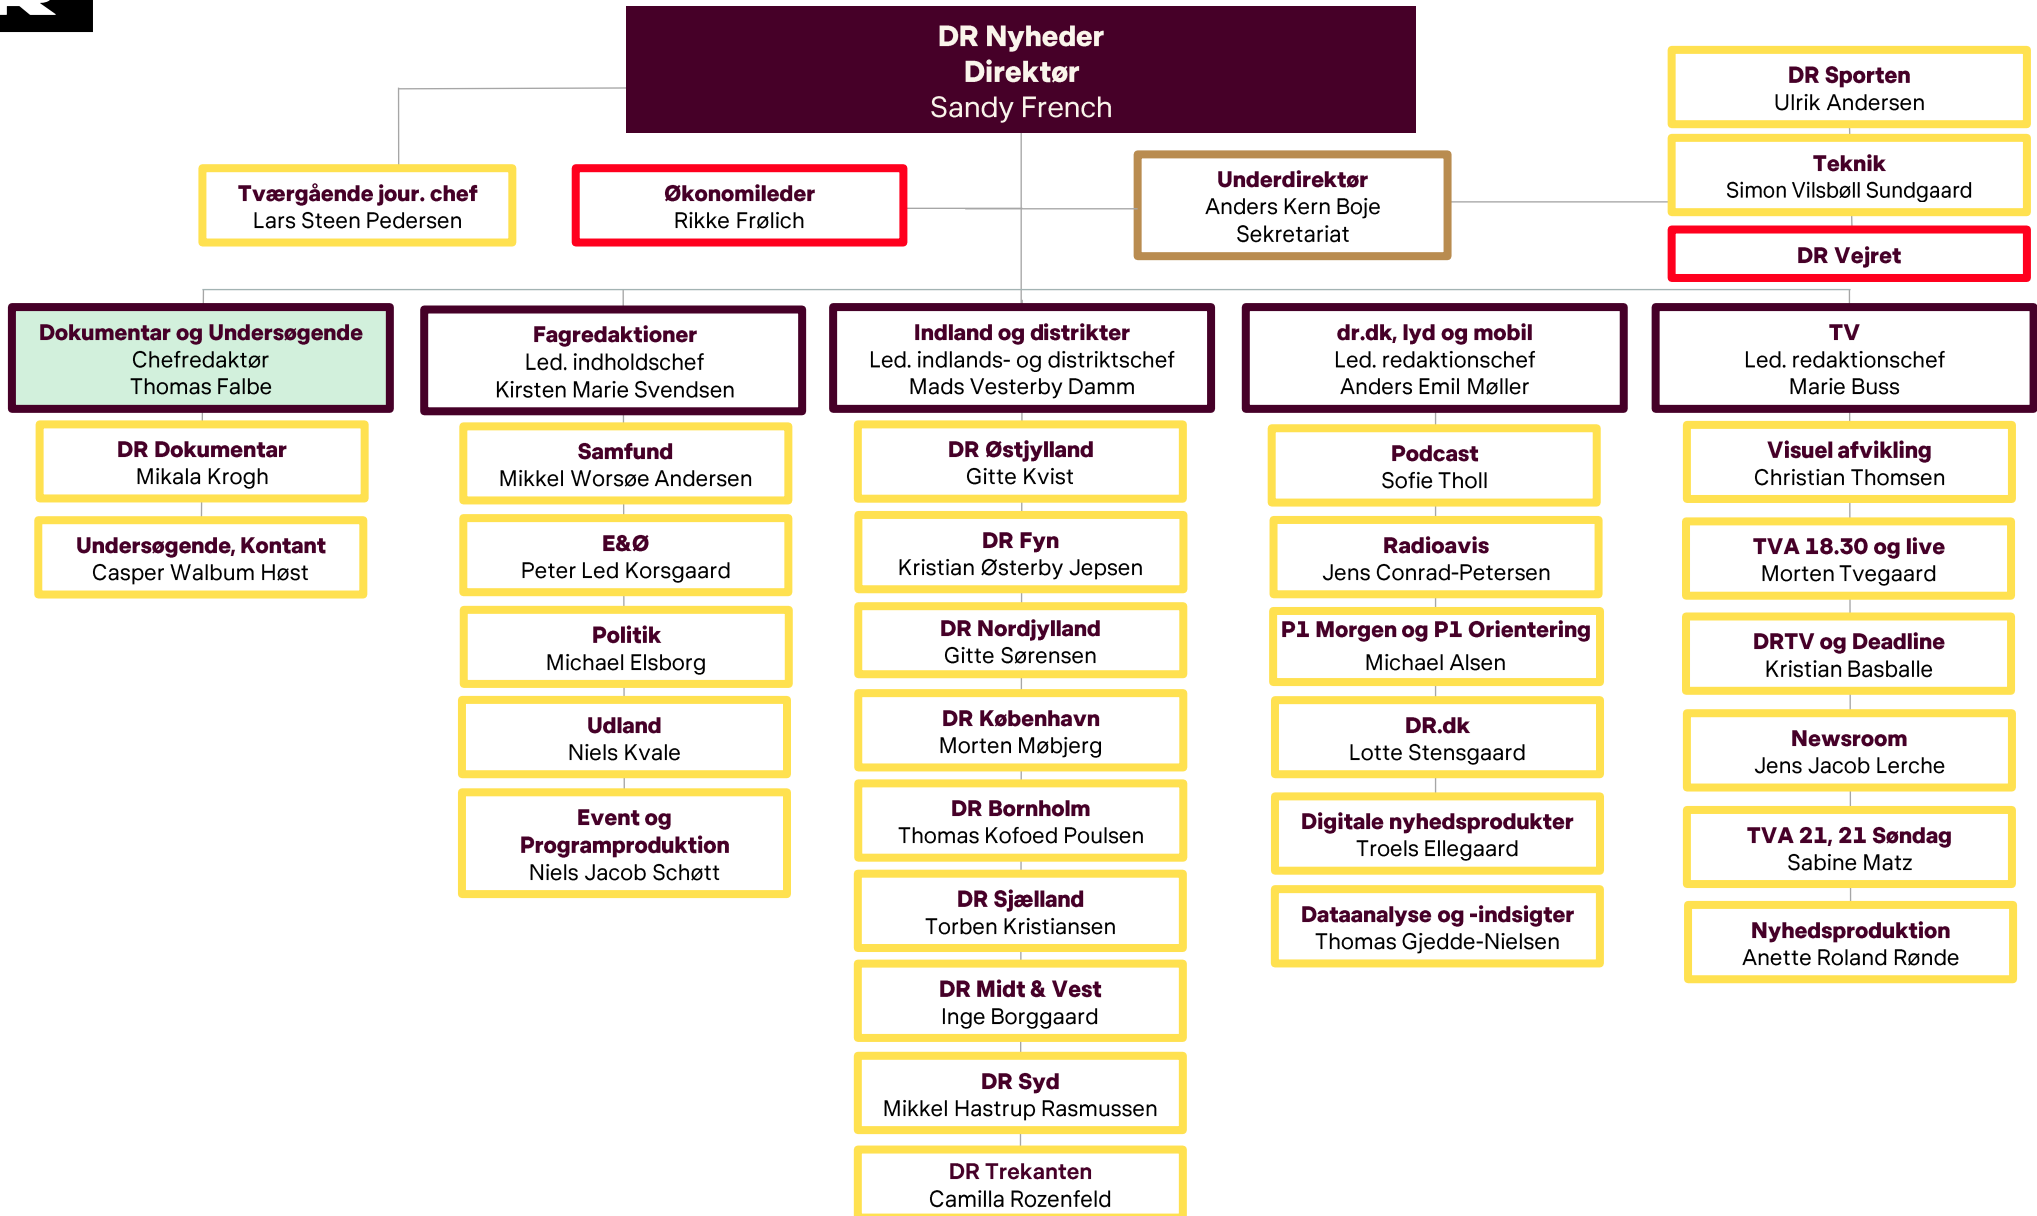 DR Nyheder
Direktør
Sandy French
DR Sporten
Ulrik Andersen
Teknik
Simon Vilsbøll Sundgaard
DR Vejret
Tværgående jour. chef
Lars Steen Pedersen
Økonomileder
Rikke Frølich
Underdirektør
Anders Kern Boje
Sekretariat
Dokumentar og Undersøgende
Chefredaktør
Thomas Falbe
DR Dokumentar
Mikala Krogh
Undersøgende, Kontant
Casper Walbum Høst
Fagredaktioner
Led. indholdschef
Kirsten Marie Svendsen
Samfund
Mikkel Worsøe Andersen
E&Ø
Peter Led Korsgaard
Politik
Michael Elsborg
Udland
Niels Kvale
Event og
Programproduktion
Niels Jacob Schøtt
Indland og distrikter
Led. indlands- og distriktschef
Mads Vesterby Damm
DR Østjylland
Gitte Kvist
DR Fyn
Kristian Østerby Jepsen
DR Nordjylland
Gitte Sørensen
DR København
Morten Møbjerg
DR Bornholm
Thomas Kofoed Poulsen
DR Sjælland
Torben Kristiansen
DR Midt & Vest
Inge Borggaard
DR Syd
Mikkel Hastrup Rasmussen
DR Trekanten
Camilla Rozenfeld
dr.dk, lyd og mobil
Led. redaktionschef
Anders Emil Møller
Podcast
Sofie Tholl
Radioavis
Jens Conrad-Petersen
P1 Morgen og P1 Orientering
Michael Alsen
DR.dk
Lotte Stensgaard
Digitale nyhedsprodukter
Troels Ellegaard
Dataanalyse og -indsigter
Thomas Gjedde-Nielsen
TV
Led. redaktionschef
Marie Buss
Visuel afvikling
Christian Thomsen
TVA 18.30 og live
Morten Tvegaard
DRTV og Deadline
Kristian Basballe
Newsroom
Jens Jacob Lerche
TVA 21, 21 Søndag
Sabine Matz
Nyhedsproduktion
Anette Roland Rønde